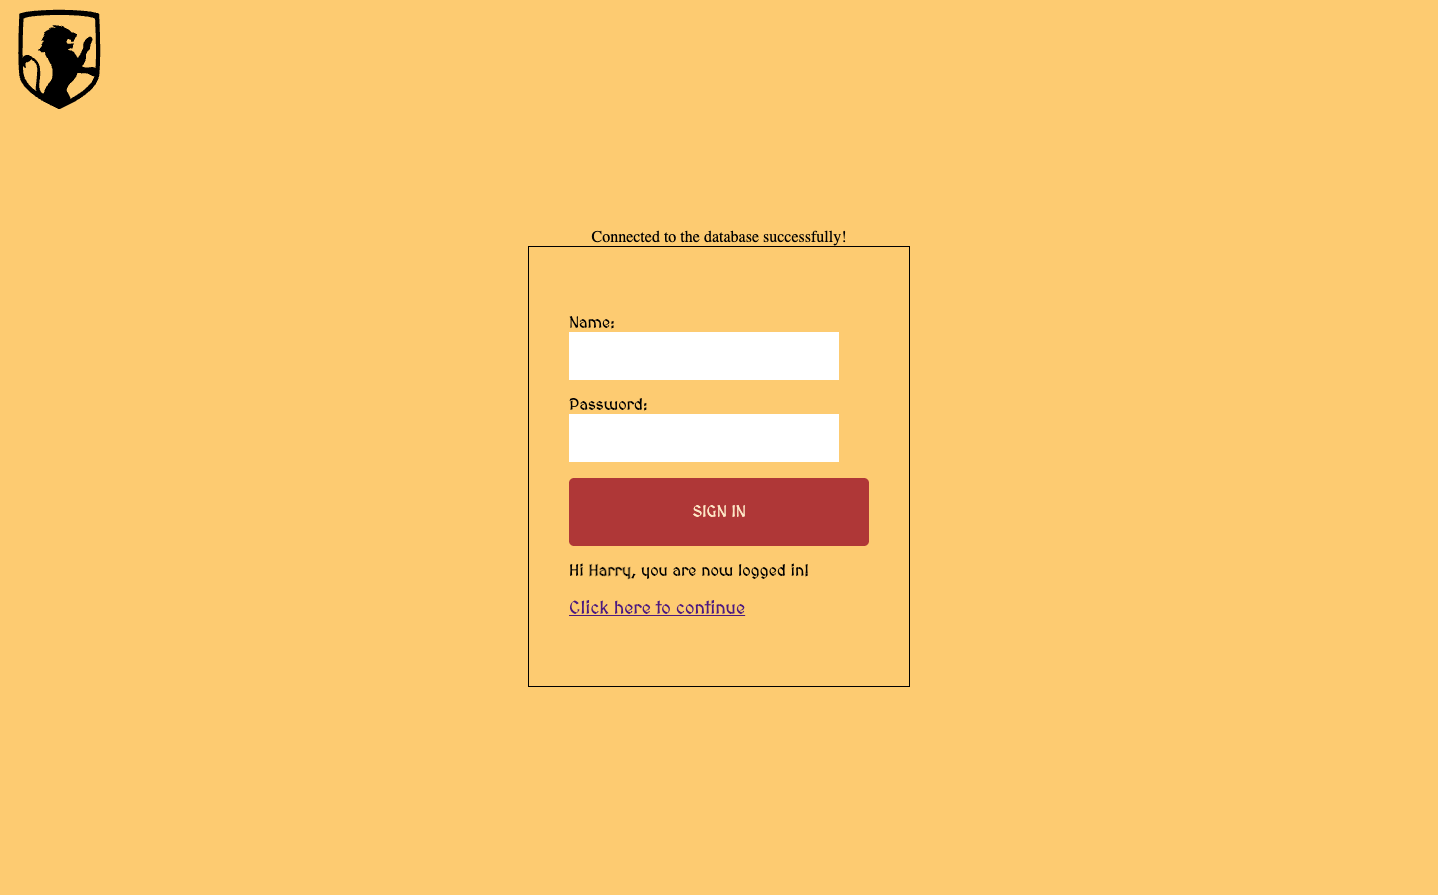 Connected to the database successfully!
Name:
Password:
SIGN IN
Hi Harry, you are now logged in!
Click here to continue